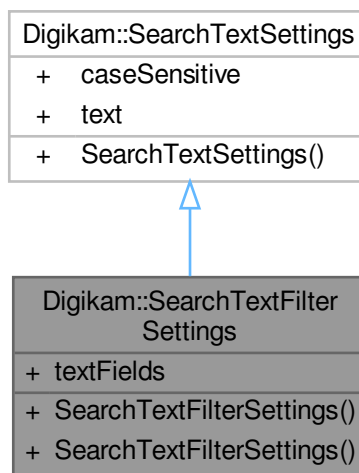 Digikam::SearchTextSettings
+ caseSensitive
+ text
+ SearchTextSettings()
Digikam::SearchTextFilter
Settings
+ textFields
+ SearchTextFilterSettings()
+ SearchTextFilterSettings()